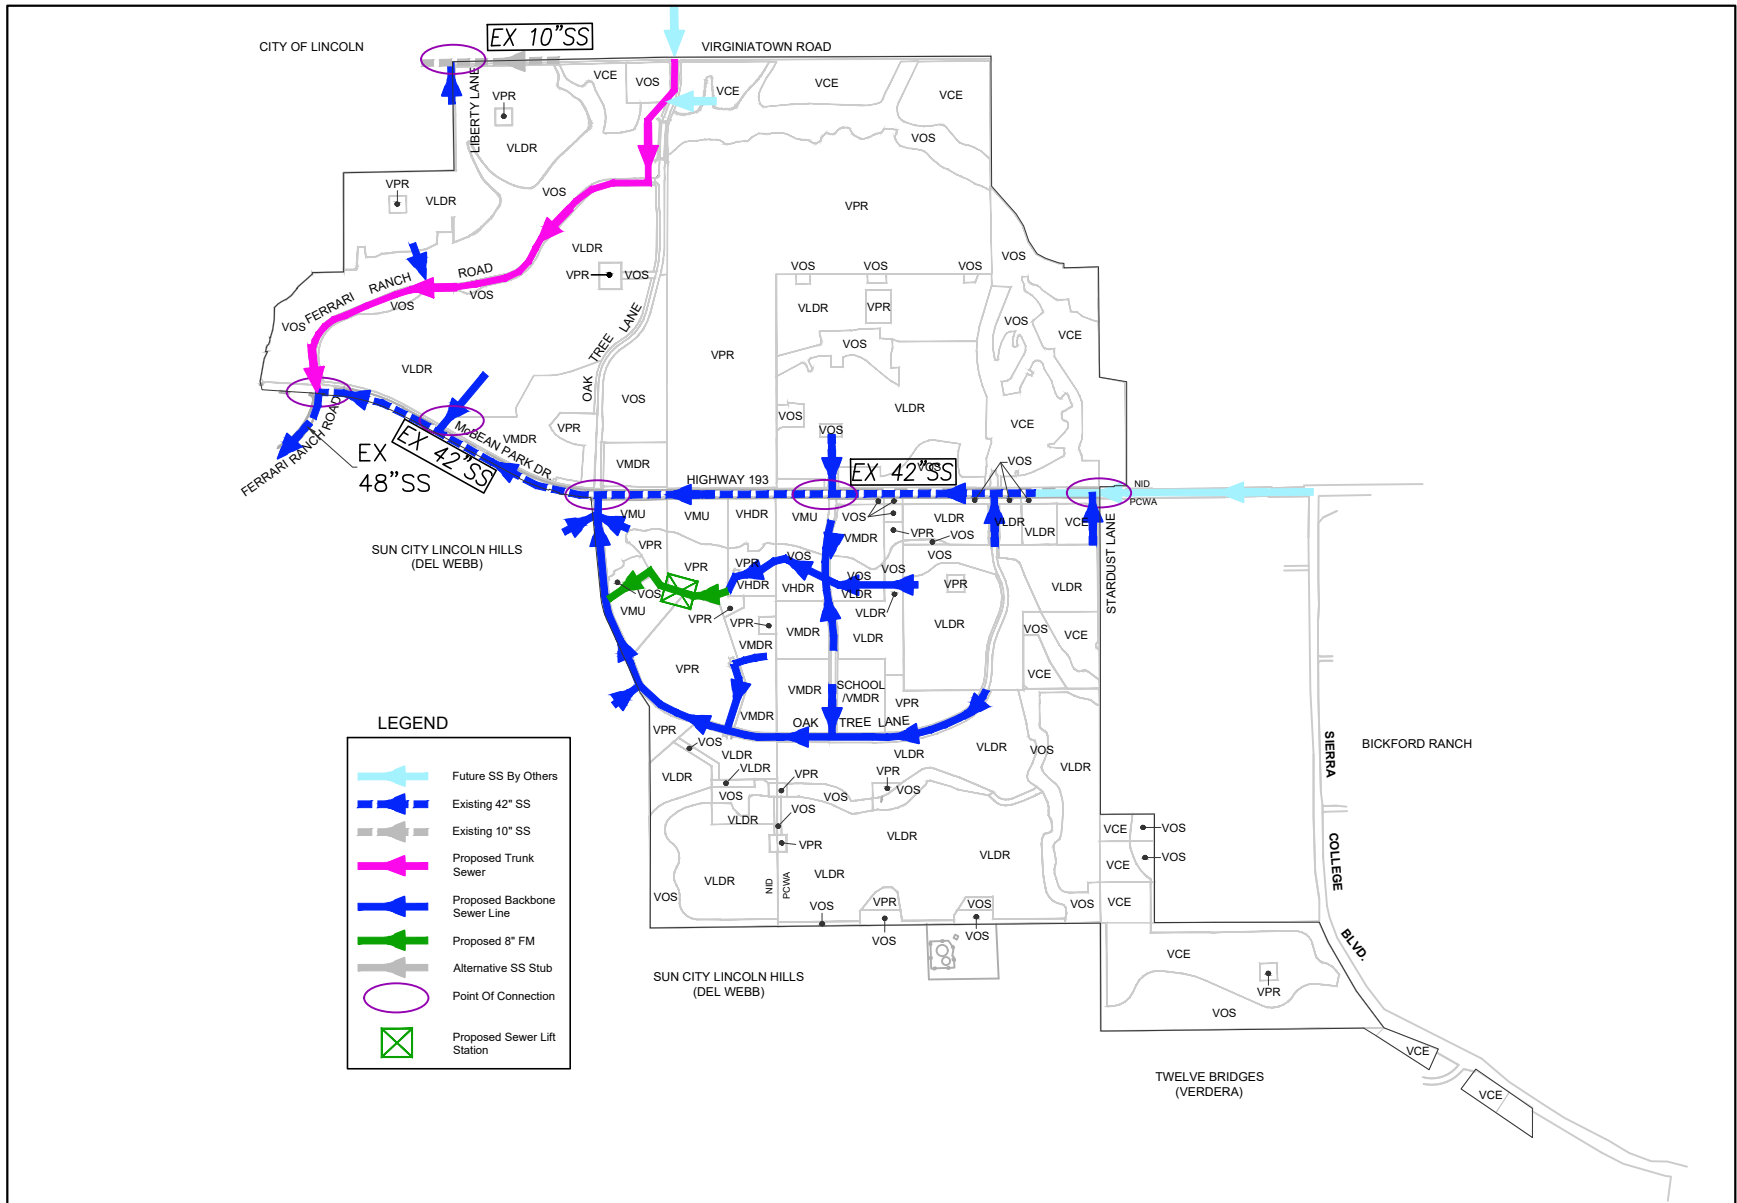 CITY OF LINCOLN
EX 10”SS
VIRGINIATOWN ROAD
LIBERTY LANE
VCE
VOS
VCE
VCE
VCE
VPR
VLDR
VOS
VPR
VLDR
VOS
VPR
VLDR
VPR
VOS
VOS
VOS
VOS
VOS
FERRARI RANCH ROAD
VOS
VOS
VOS
OAK TREE LANE
VLDR
VPR
VOS
VCE
VOS
VPR
VLDR
VLDR
VOS
VOS
VLDR
VCE
VPR
VMDR
VOS
VMDR
VOS
VOS
McBEAN PARK DR.
EX 42”SS
EX 42”SS
EX
48”SS
FERRARI RANCH ROAD
HIGHWAY 193
NID
PCWA
VMU
VMU
VHDR
VMU
VOS
VLDR
VLDR
VLDR
VCE
STARDUST LANE
VMDR
VPR
VOS
SUN CITY LINCOLN HILLS
(DEL WEBB)
VPR
VPR
VPR
VOS
VOS
VOS
VOS
VHDR
VHDR
VLDR
VLDR
VOS
VMU
VLDR
VPR
VPR
VMDR
VLDR
VLDR
VOS
VCE
VMDR
VPR
VCE
VMDR
SCHOOL
/VMDR
VPR
VMDR
OAK TREE LANE
VPR
VOS
VLDR
VLDR
VLDR
VOS
VLDR
VLDR
VLDR
VPR
VPR
VOS
VOS
VOS
VOS
VLDR
VLDR
VPR
VLDR
VLDR
VLDR
NID
PCWA
VOS
VOS
VPR
VOS
VOS
VOS
VOS
VCE
VOS
VCE
VOS
VCE
SIERRA COLLEGE BLVD.
BICKFORD RANCH
VCE
VPR
VOS
VCE
VCE
SUN CITY LINCOLN HILLS
(DEL WEBB)
TWELVE BRIDGES
(VERDERA)
LEGEND
Future SS By Others
Existing 42" SS
Existing 10" SS
Proposed Trunk
Sewer
Proposed Backbone
Sewer Line
Proposed 8" FM
Alternative SS Stub
Point Of Connection
Proposed Sewer Lift
Station